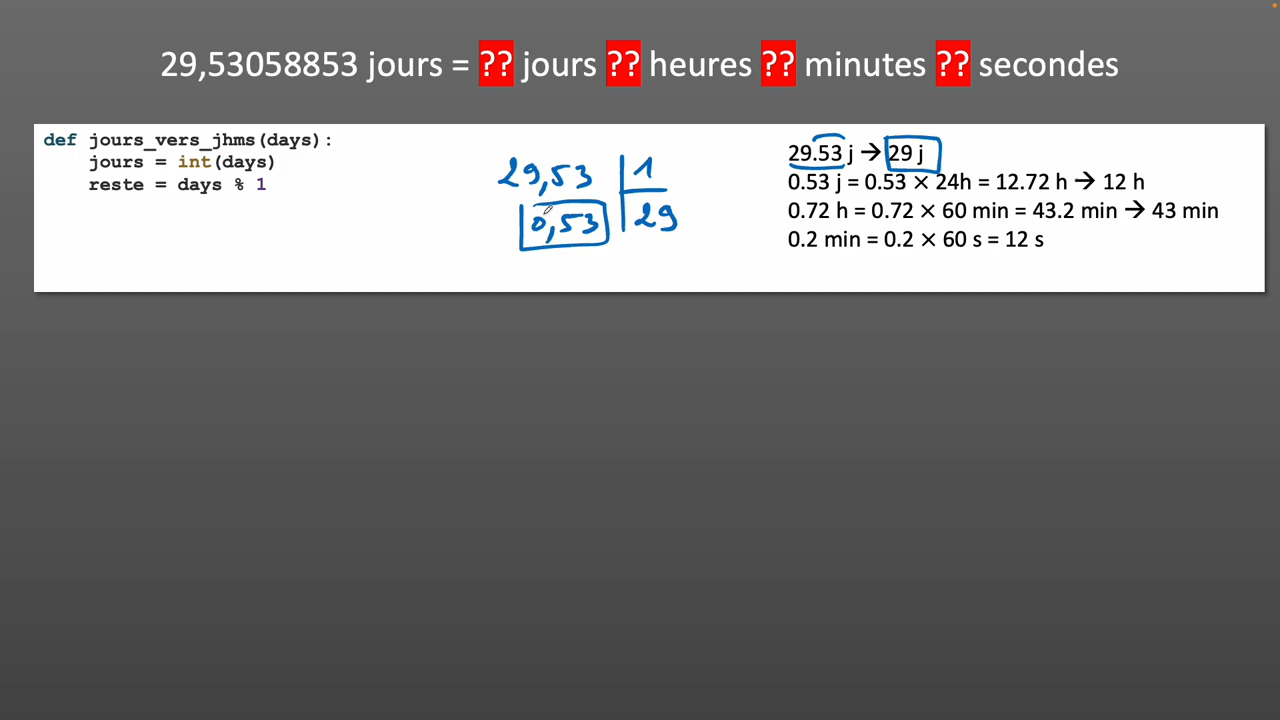 29,53058853 jours = ?? jours ?? heures ?? minutes ?? secondes
def jours_vers_jhms(days):
jours = int(days)
reste = days % 1
29,53 1
0,53 29
29.53 j → 29 j
0.53 j = 0.53 × 24h = 12.72 h → 12 h
0.72 h = 0.72 × 60 min = 43.2 min → 43 min
0.2 min = 0.2 × 60 s = 12 s